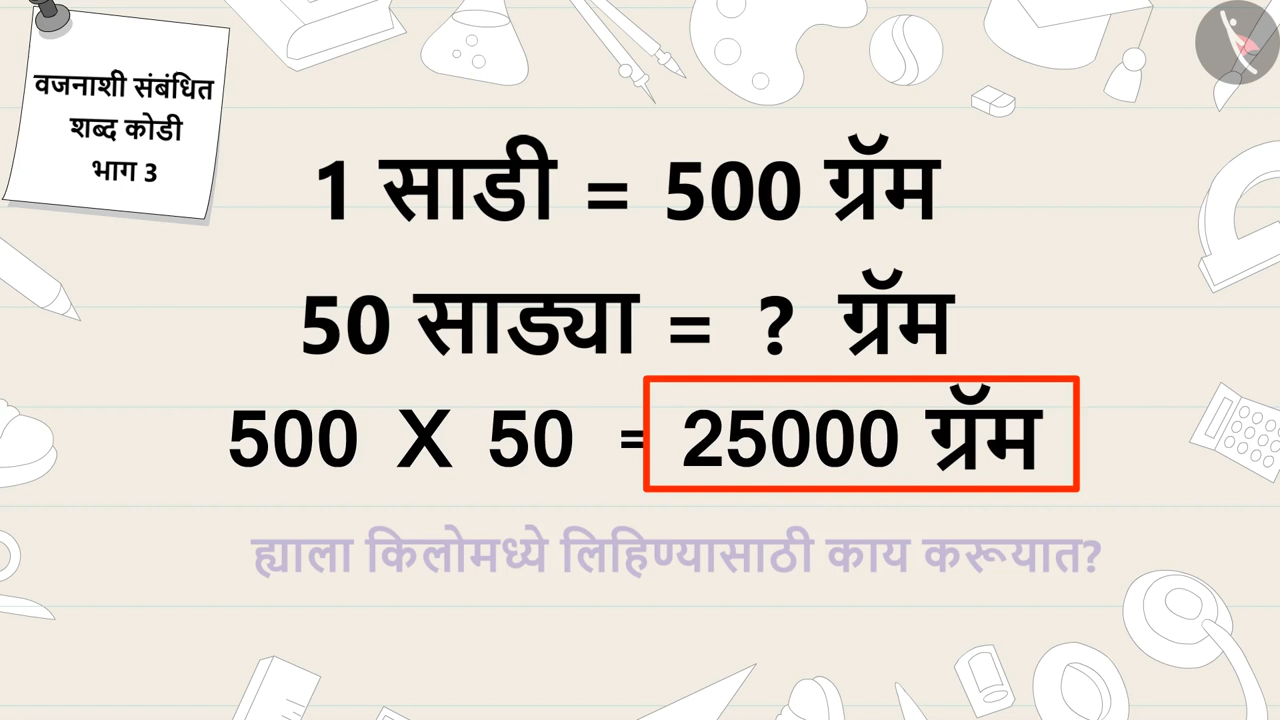 वजनाशी संबंधित
शब्द कोडी
भाग 3
1 साडी = 500 ग्रॅम
50 साड्या = ? ग्रॅम
500 X 50 = 25000 ग्रॅम
ह्याला किलोमध्ये लिहिण्यासाठी काय करूयात?